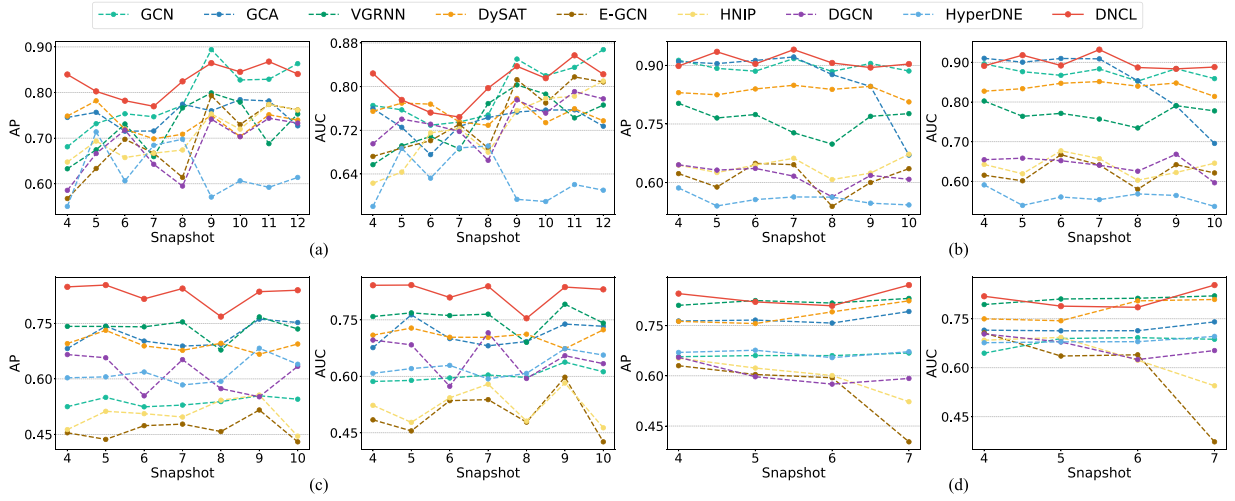 GCN GCA VGRNN DySAT E-GCN HNIP DGCN HyperDNE DNCL
AP
0.90
0.80
0.70
0.60
4 5 6 7 8 9 10 11 12
Snapshot
AUC
0.88
0.80
0.72
0.64
4 5 6 7 8 9 10 11 12
Snapshot
(a)
AP
0.90
0.75
0.60
4 5 6 7 8 9 10
Snapshot
AUC
0.90
0.80
0.70
0.60
4 5 6 7 8 9 10
Snapshot
(b)
AP
0.75
0.60
0.45
4 5 6 7 8 9 10
Snapshot
AUC
0.75
0.60
0.45
4 5 6 7 8 9 10
Snapshot
(c)
AP
0.75
0.60
0.45
4 5 6 7
Snapshot
AUC
0.75
0.60
0.45
4 5 6 7
Snapshot
(d)